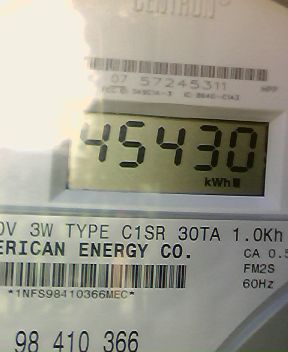 CENTRON
07 57245311 HPP
45430
kWh
0V 3W TYPE C1SR 30TA 1.0Kh
ERICAN ENERGY CO.
CA 0.5
FM2S
*1NFS98410366MEC*
60Hz
98 410 366